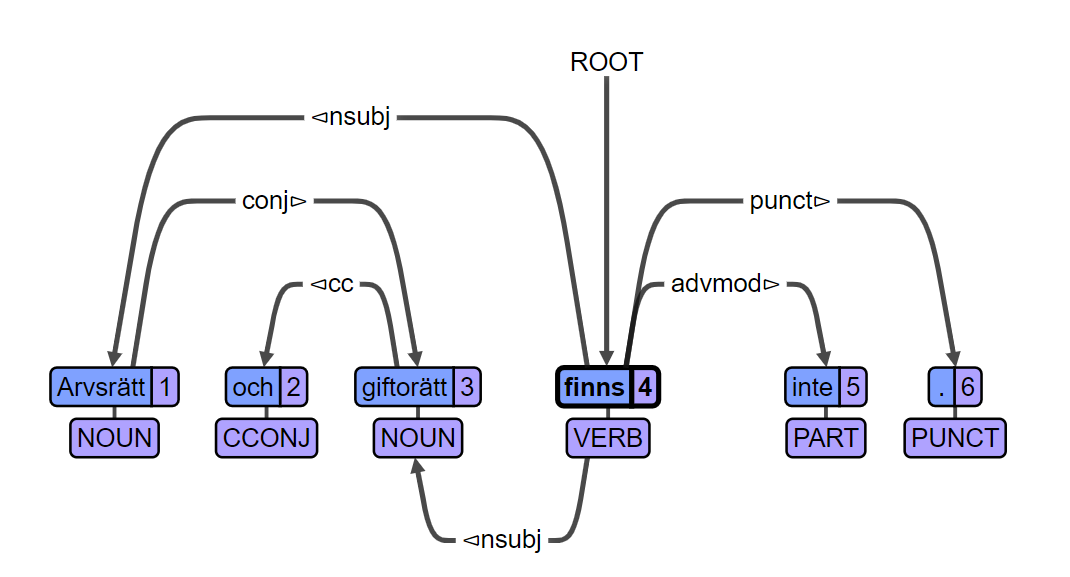 ROOT
nsubj
conj
punct
cc
advmod
Arvsrätt 1 och 2 giftorätt 3 finns 4 inte 5 . 6
NOUN CCONJ NOUN VERB PART PUNCT
nsubj